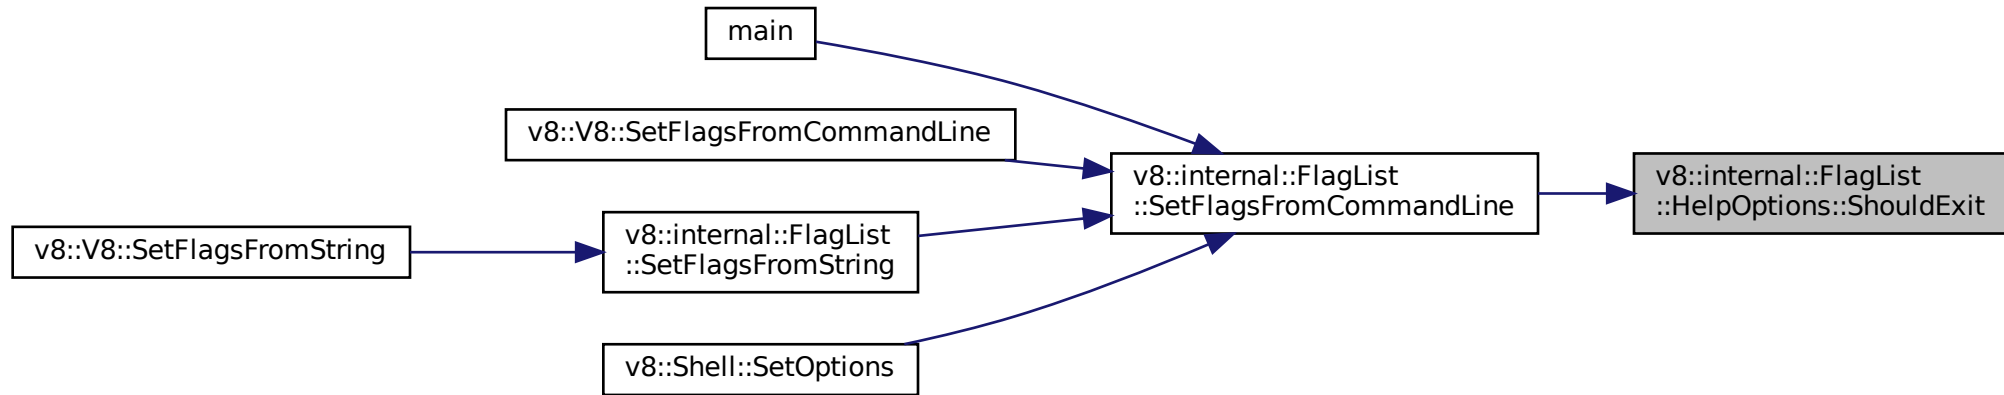 main
v8::V8::SetFlagsFromCommandLine
v8::internal::FlagList
::SetFlagsFromCommandLine
v8::internal::FlagList
::HelpOptions::ShouldExit
v8::V8::SetFlagsFromString
v8::internal::FlagList
::SetFlagsFromString
v8::Shell::SetOptions